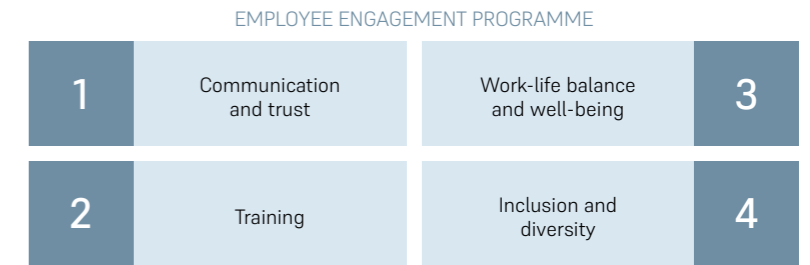 EMPLOYEE ENGAGEMENT PROGRAMME
1
Communication
and trust
Work-life balance
and well-being
3
2
Training
Inclusion and
diversity
4